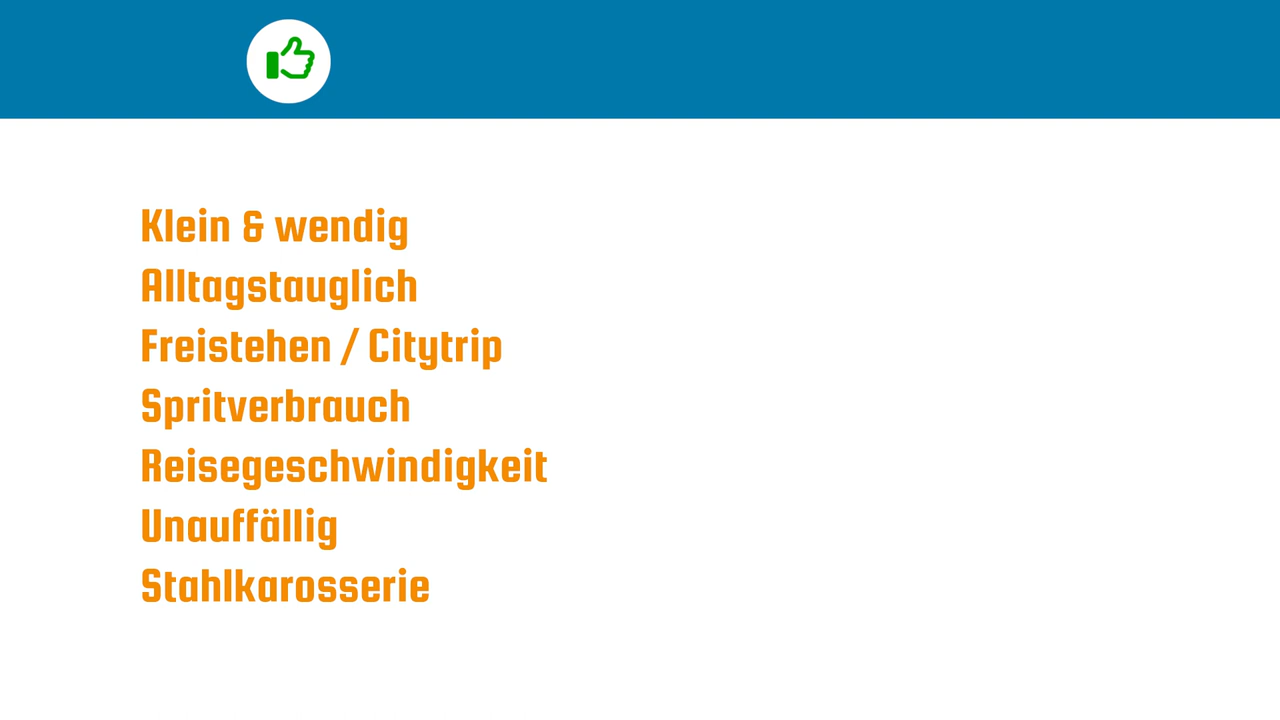 Klein & wendig
Alltagstauglich
Freistehen / Citytrip
Spritverbrauch
Reisegeschwindigkeit
Unauffällig
Stahlkarosserie